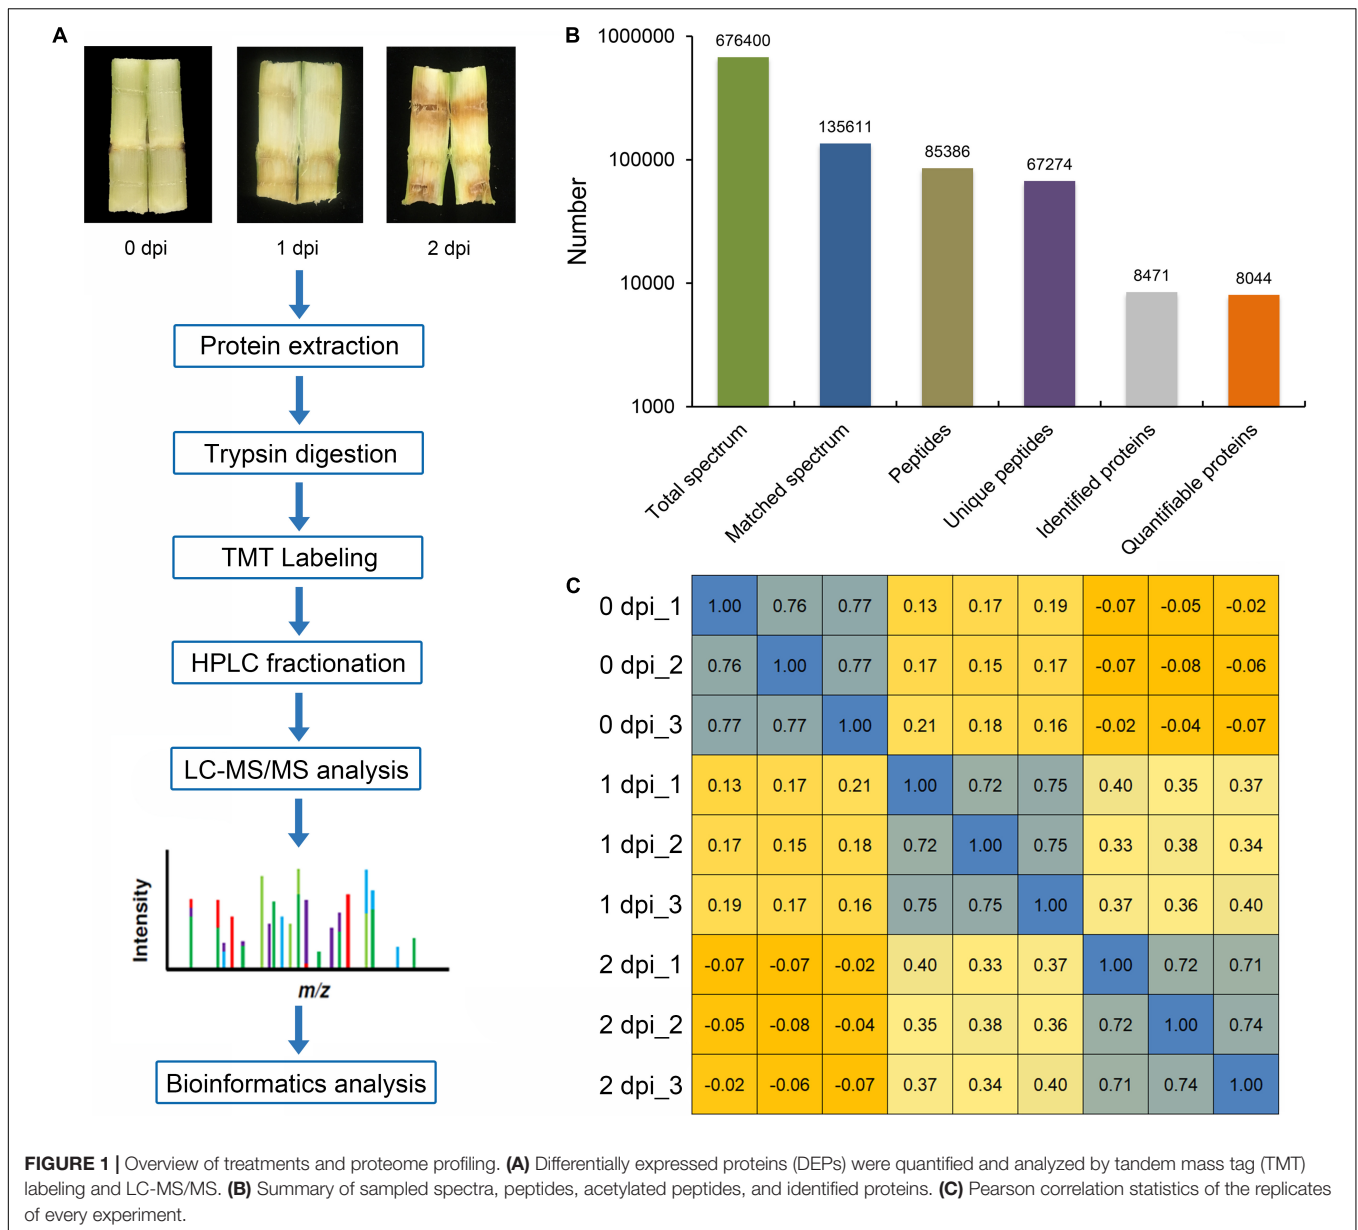 A
0 dpi
1 dpi
2 dpi
Protein extraction
Trypsin digestion
TMT Labeling
HPLC fractionation
LC-MS/MS analysis
Intensity
m/z
Bioinformatics analysis
B
Number
1000000
100000
10000
1000
676400
135611
85386
67274
8471
8044
Total spectrum
Matched spectrum
Peptides
Unique peptides
Identified proteins
Quantifiable proteins
C
0 dpi_1 1.00 0.76 0.77 0.13 0.17 0.19 -0.07 -0.05 -0.02
0 dpi_2 0.76 1.00 0.77 0.17 0.15 0.17 -0.07 -0.08 -0.06
0 dpi_3 0.77 0.77 1.00 0.21 0.18 0.16 -0.02 -0.04 -0.07
1 dpi_1 0.13 0.17 0.21 1.00 0.72 0.75 0.40 0.35 0.37
1 dpi_2 0.17 0.15 0.18 0.72 1.00 0.75 0.33 0.38 0.34
1 dpi_3 0.19 0.17 0.16 0.75 0.75 1.00 0.37 0.36 0.40
2 dpi_1 -0.07 -0.07 -0.02 0.40 0.33 0.37 1.00 0.72 0.71
2 dpi_2 -0.05 -0.08 -0.04 0.35 0.38 0.36 0.72 1.00 0.74
2 dpi_3 -0.02 -0.06 -0.07 0.37 0.34 0.40 0.71 0.74 1.00
FIGURE 1 | Overview of treatments and proteome profiling. (A) Differentially expressed proteins (DEPs) were quantified and analyzed by tandem mass tag (TMT)
labeling and LC-MS/MS. (B) Summary of sampled spectra, peptides, acetylated peptides, and identified proteins. (C) Pearson correlation statistics of the replicates
of every experiment.